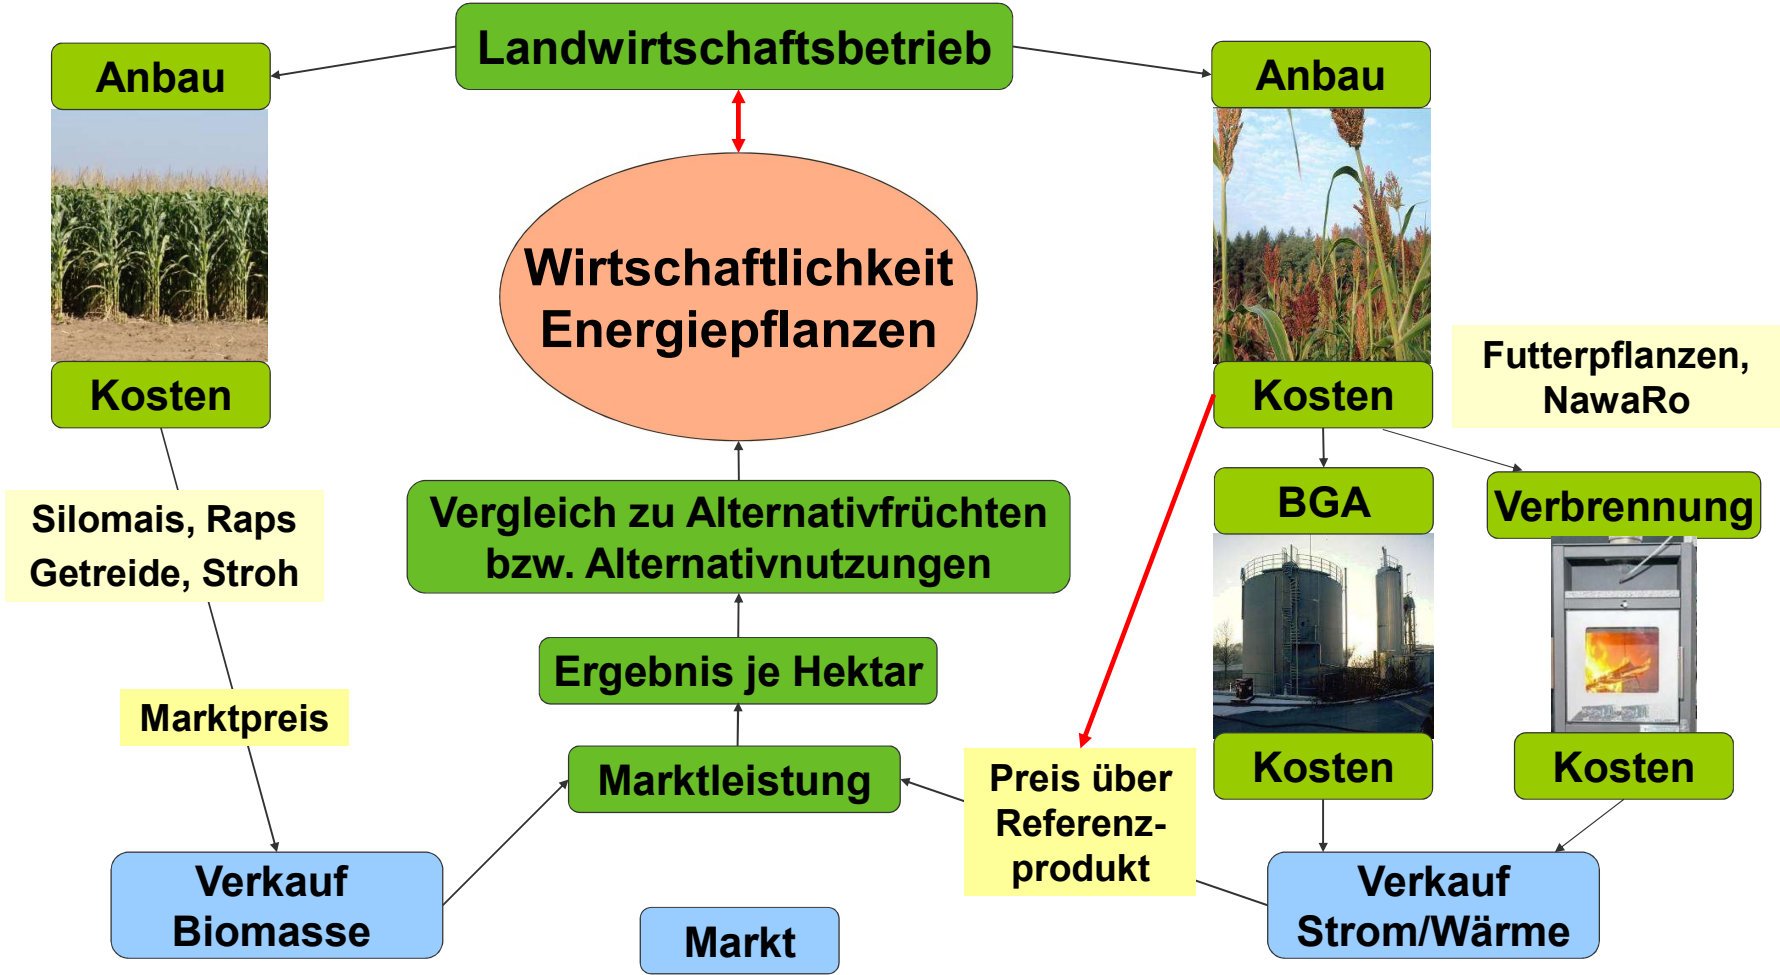 Landwirtschaftsbetrieb
Anbau
Anbau
Wirtschaftlichkeit
Energiepflanzen
Kosten
Kosten
Futterpflanzen,
NawaRo
Silomais, Raps
Getreide, Stroh
Vergleich zu Alternativfrüchten
bzw. Alternativnutzungen
BGA
Verbrennung
Ergebnis je Hektar
Marktpreis
Marktleistung
Preis über
Referenz-
produkt
Kosten
Kosten
Verkauf
Biomasse
Markt
Verkauf
Strom/Wärme